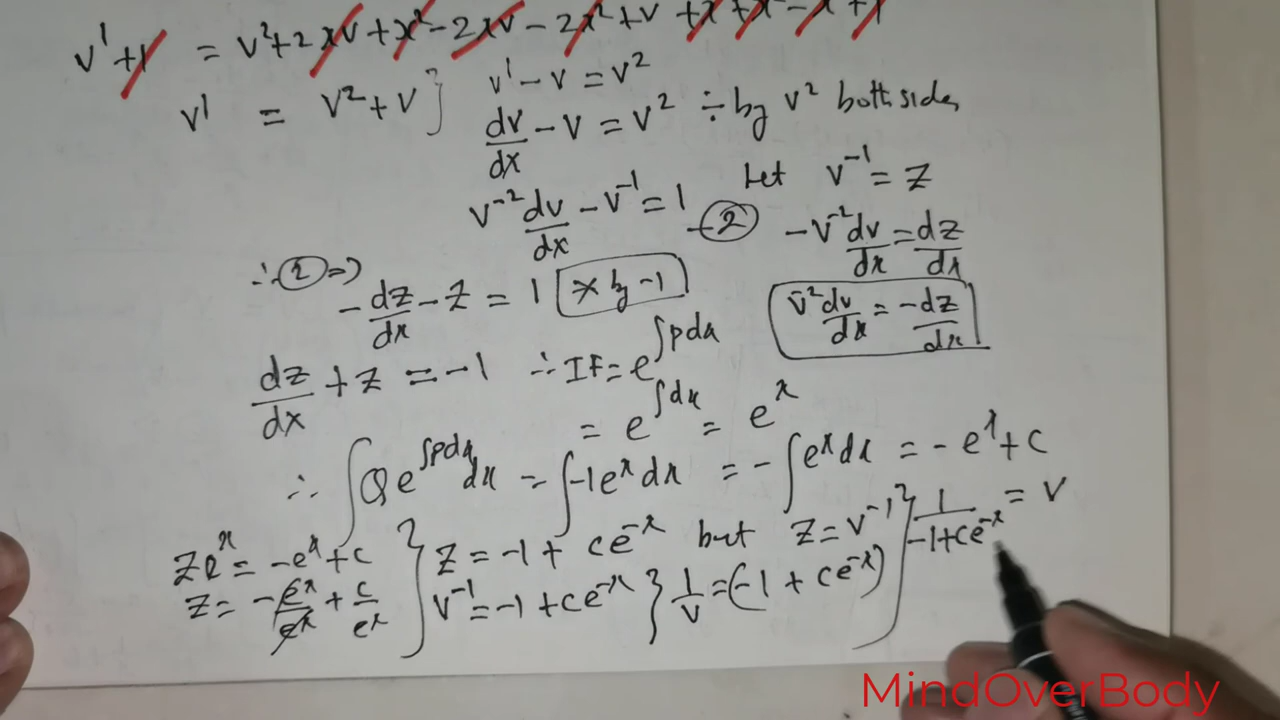 v' + 1 = v² + 2xv + x² - 2xv - 2x² + v + x + x² - x + 1
v' = v² + v } v' - v = v²
dv/dx - v = v² ÷ by v² both sides
Let v⁻¹ = z
v⁻² dv/dx - v⁻¹ = 1 - ②
-v⁻² dv/dx = dz/dx
∴ ② ⇒
-dz/dx - z = 1 × by -1
v⁻² dv/dx = -dz/dx
dz/dx + z = -1 ∴ IF = e^∫pdx
= e^∫dx = e^x
∴ ∫Qe^∫pdx dx = ∫-1e^x dx = -∫e^x dx = -e^x + c
ze^x = -e^x + c } z = -1 + ce^-x but z = v⁻¹ } 1/(-1+ce^-x) = v
z = -e^x/e^x + c/e^x } v⁻¹ = -1 + ce^-x } 1/v = (-1 + ce^-x)
MindOverBody